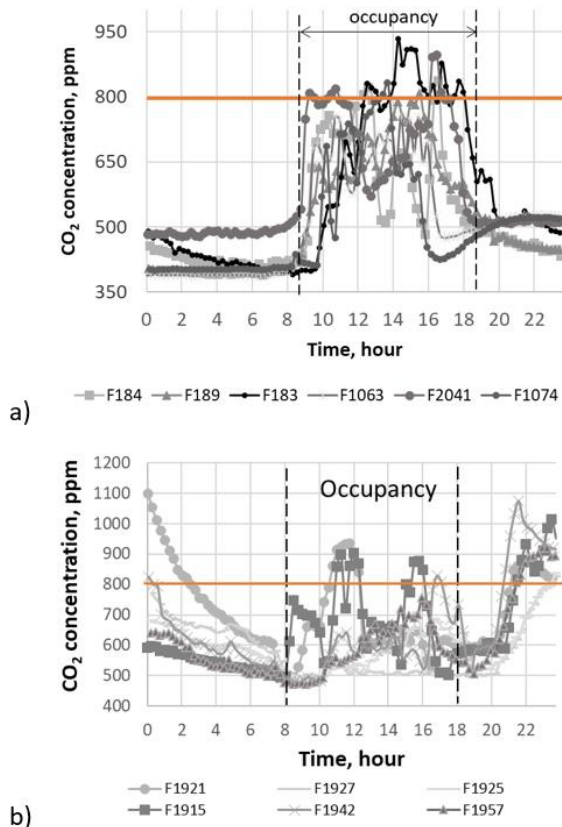 occupancy
950
800
650
500
350
CO2 concentration, ppm
0 2 4 6 8 10 12 14 16 18 20 22
Time, hour
F184 F189 F183 F1063 F2041 F1074
a)
1200
1100
1000
900
800
700
600
500
400
Occupancy
CO2 concentration, ppm
0 2 4 6 8 10 12 14 16 18 20 22
Time, hour
F1921 F1927 F1925
F1915 F1942 F1957
b)